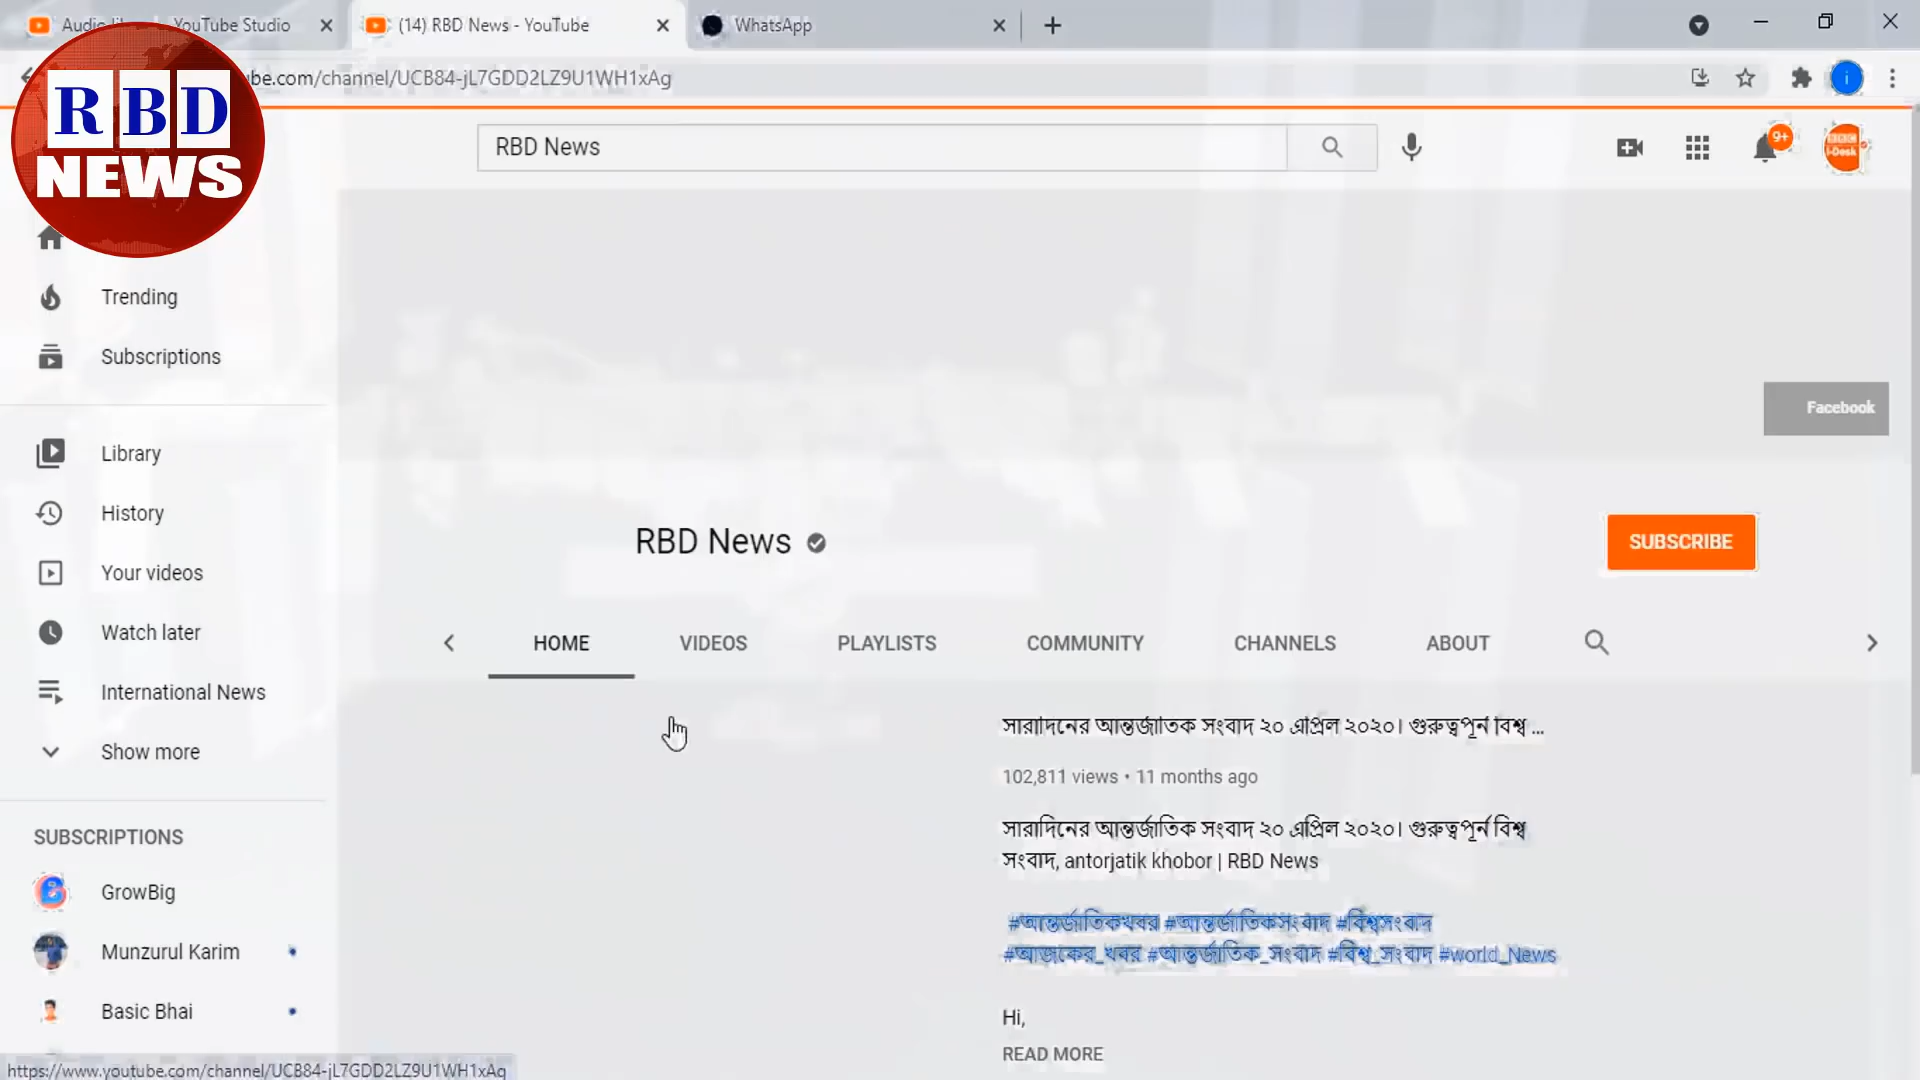 YouTube Studio
(14) RBD News - YouTube
WhatsApp
be.com/channel/UCB84-jL7GDD2LZ9U1WH1xAg
RBD
NEWS
RBD News
9+
i-Desk
Trending
Subscriptions
Library
History
Your videos
Watch later
International News
Show more
SUBSCRIPTIONS
GrowBig
Munzurul Karim
Basic Bhai
Facebook
RBD News
SUBSCRIBE
HOME
VIDEOS
PLAYLISTS
COMMUNITY
CHANNELS
ABOUT
সারাদিনের আন্তর্জাতিক সংবাদ ২০ এপ্রিল ২০২০। গুরুত্বপূর্ন বিশ্ব ...
102,811 views • 11 months ago
সারাদিনের আন্তর্জাতিক সংবাদ ২০ এপ্রিল ২০২০। গুরুত্বপূর্ন বিশ্ব
সংবাদ, antorjatik khobor | RBD News
#আন্তর্জাতিকখবর #আন্তর্জাতিকসংবাদ #বিশ্বসংবাদ
#আজকের_খবর #আন্তর্জাতিক_সংবাদ #বিশ্ব_সংবাদ #world_News
Hi,
READ MORE
https://www.youtube.com/channel/UCB84-jL7GDD2LZ9U1WH1xAg